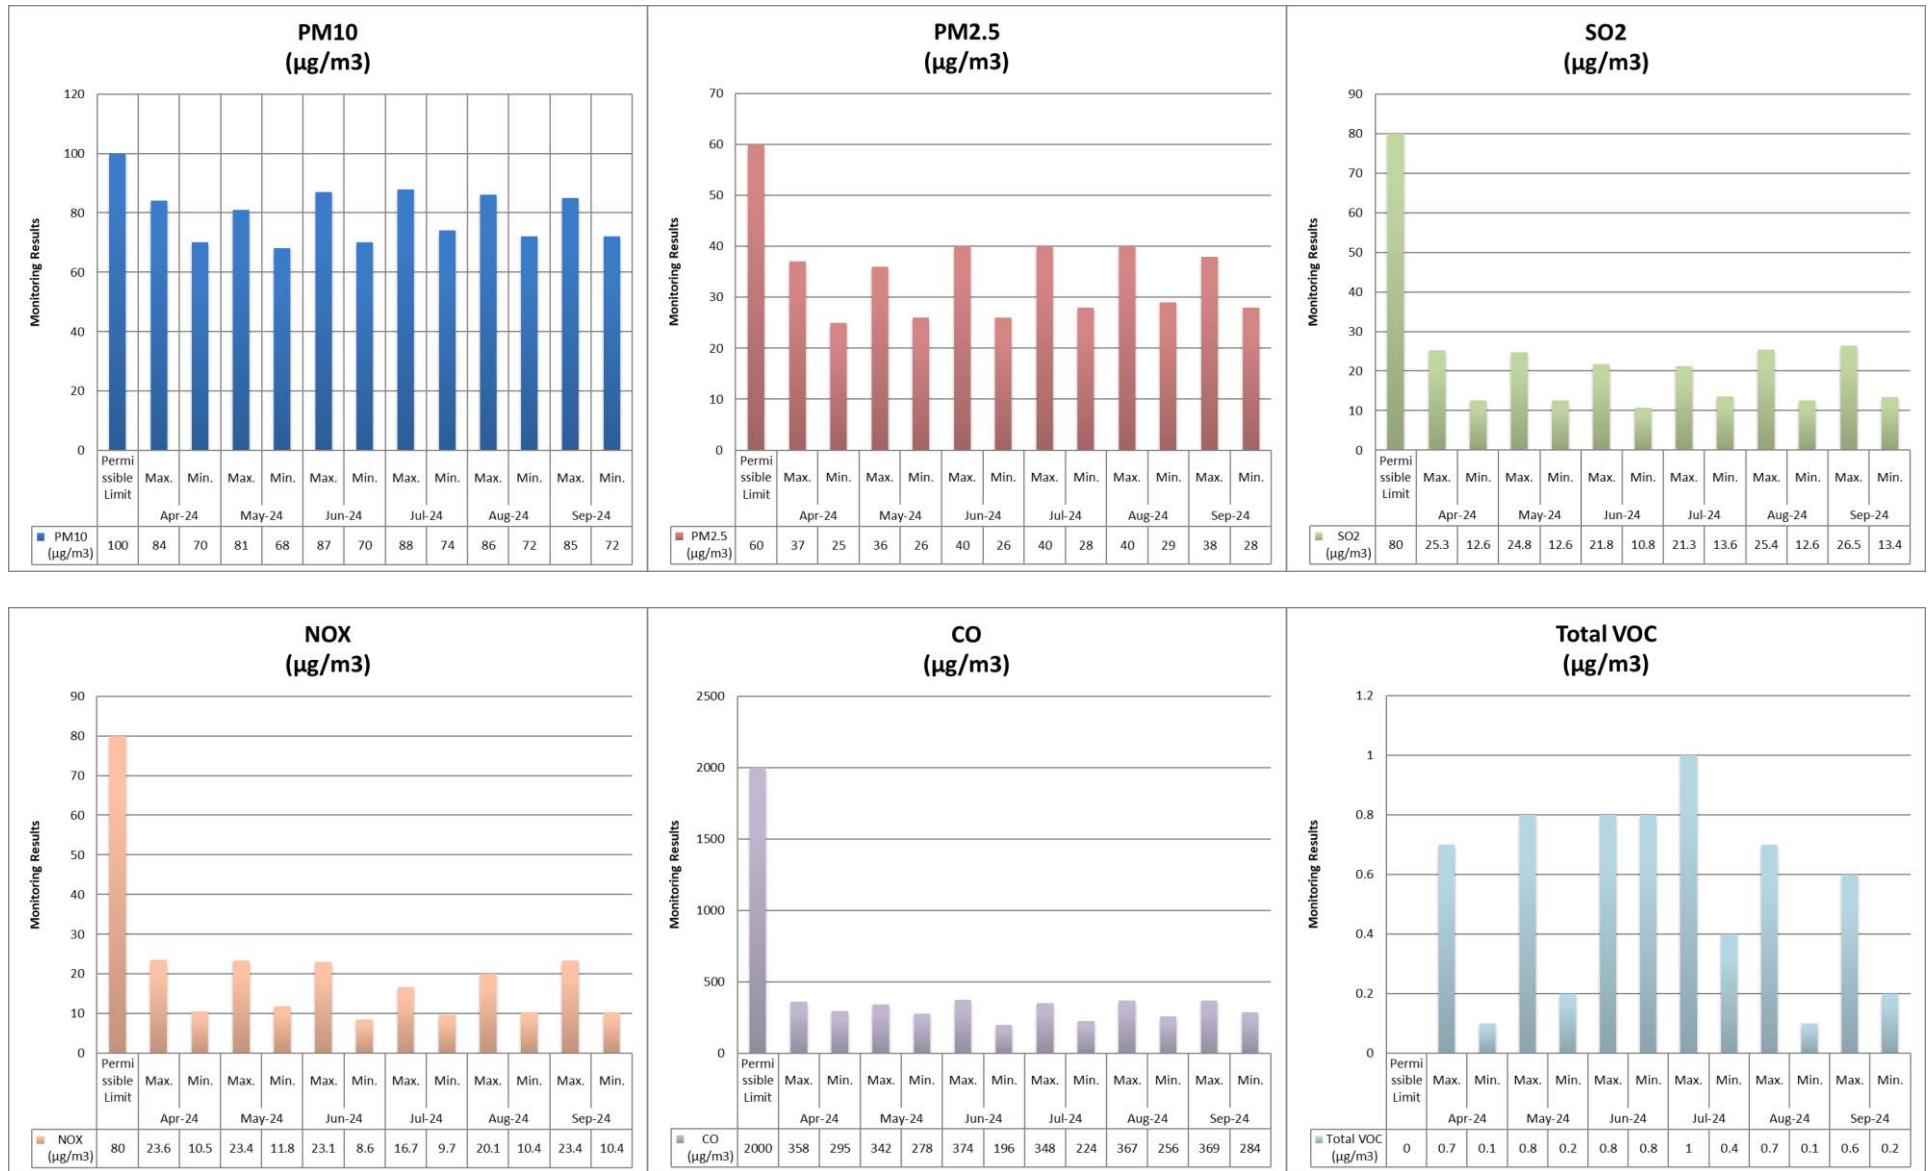 PM10
(µg/m3)
120
100
80
60
40
20
0
Monitoring Results
Permi
ssible
Limit
Max. Min. Max. Min. Max. Min. Max. Min. Max. Min. Max. Min.
Apr-24 May-24 Jun-24 Jul-24 Aug-24 Sep-24
PM10
(µg/m3)
100 84 70 81 68 87 70 88 74 86 72 85 72
PM2.5
(µg/m3)
70
60
50
40
30
20
10
0
Monitoring Results
Permi
ssible
Limit
Max. Min. Max. Min. Max. Min. Max. Min. Max. Min. Max. Min.
Apr-24 May-24 Jun-24 Jul-24 Aug-24 Sep-24
PM2.5
(µg/m3)
60 37 25 36 26 40 26 40 28 40 29 38 28
SO2
(µg/m3)
90
80
70
60
50
40
30
20
10
0
Monitoring Results
Permi
ssible
Limit
Max. Min. Max. Min. Max. Min. Max. Min. Max. Min. Max. Min.
Apr-24 May-24 Jun-24 Jul-24 Aug-24 Sep-24
SO2
(µg/m3)
80 25.3 12.6 24.8 12.6 21.8 10.8 21.3 13.6 25.4 12.6 26.5 13.4
NOX
(µg/m3)
90
80
70
60
50
40
30
20
10
0
Monitoring Results
Permi
ssible
Limit
Max. Min. Max. Min. Max. Min. Max. Min. Max. Min. Max. Min.
Apr-24 May-24 Jun-24 Jul-24 Aug-24 Sep-24
NOX
(µg/m3)
80 23.6 10.5 23.4 11.8 23.1 8.6 16.7 9.7 20.1 10.4 23.4 10.4
CO
(µg/m3)
2500
2000
1500
1000
500
0
Monitoring Results
Permi
ssible
Limit
Max. Min. Max. Min. Max. Min. Max. Min. Max. Min. Max. Min.
Apr-24 May-24 Jun-24 Jul-24 Aug-24 Sep-24
CO
(µg/m3)
2000 358 295 342 278 374 196 348 224 367 256 369 284
Total VOC
(µg/m3)
1.2
1
0.8
0.6
0.4
0.2
0
Monitoring Results
Permi
ssible
Limit
Max. Min. Max. Min. Max. Min. Max. Min. Max. Min. Max. Min.
Apr-24 May-24 Jun-24 Jul-24 Aug-24 Sep-24
Total VOC
(µg/m3)
0 0.7 0.1 0.8 0.2 0.8 0.8 1 0.4 0.7 0.1 0.6 0.2